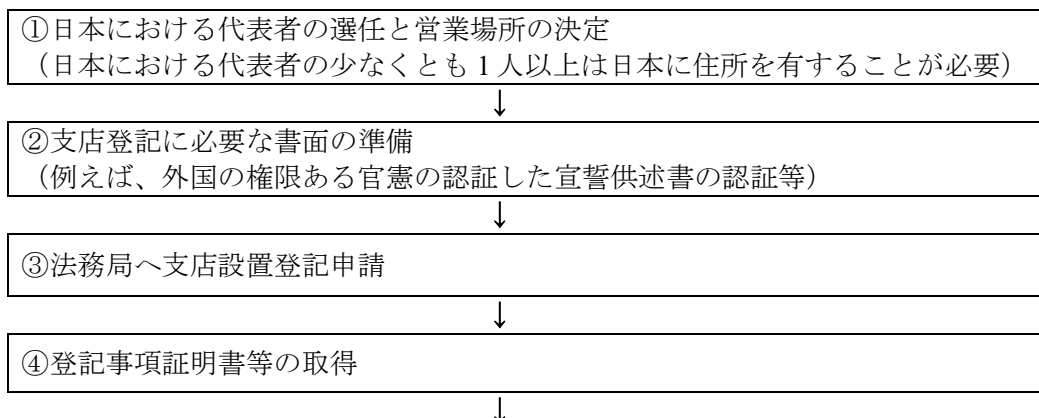 ①日本における代表者の選任と営業場所の決定
（日本における代表者の少なくとも1人以上は日本に住所を有することが必要）
↓
②支店登記に必要な書面の準備
（例えば、外国の権限ある官憲の認証した宣誓供述書の認証等）
↓
③法務局へ支店設置登記申請
↓
④登記事項証明書等の取得
↓